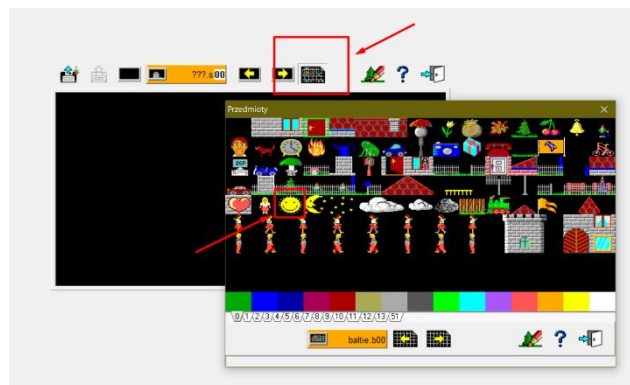 ???.s00
?
Przedmioty
EGP
\0/1/2/3/4/5/6/7/8/9/10/11/12/13/51/
baltie.b00
?